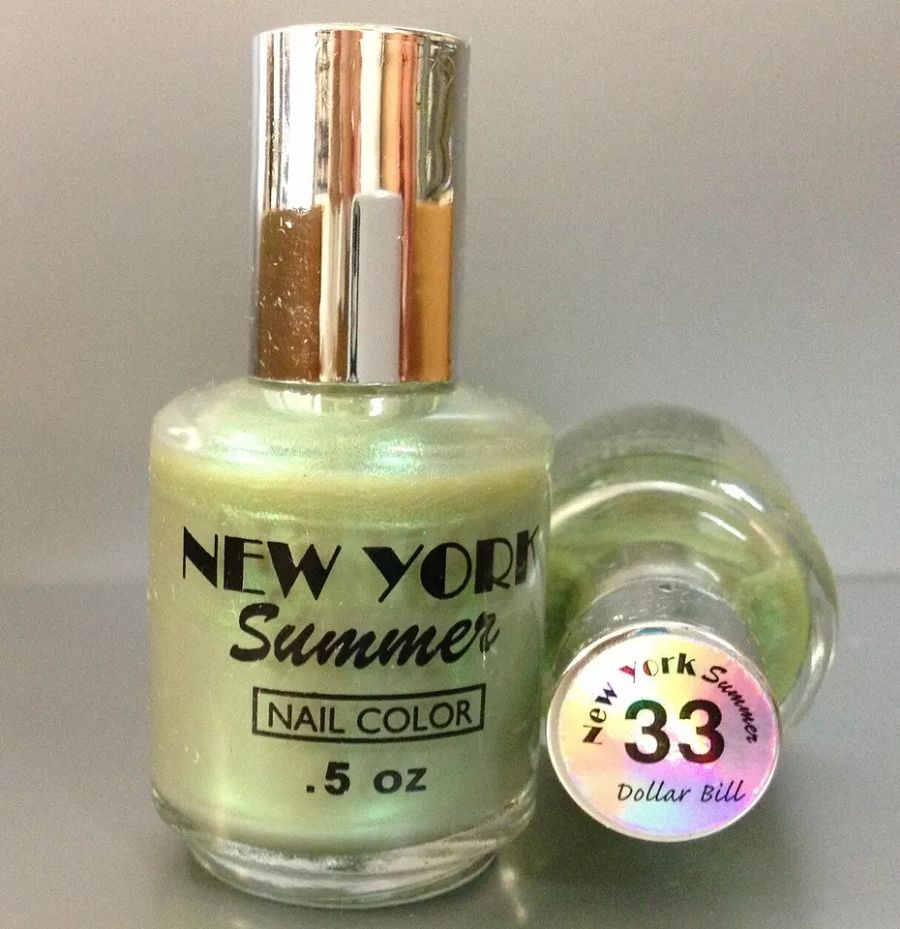 NEW YORK
Summer
NAIL COLOR
.5 oz
New York Summer
33
Dollar Bill